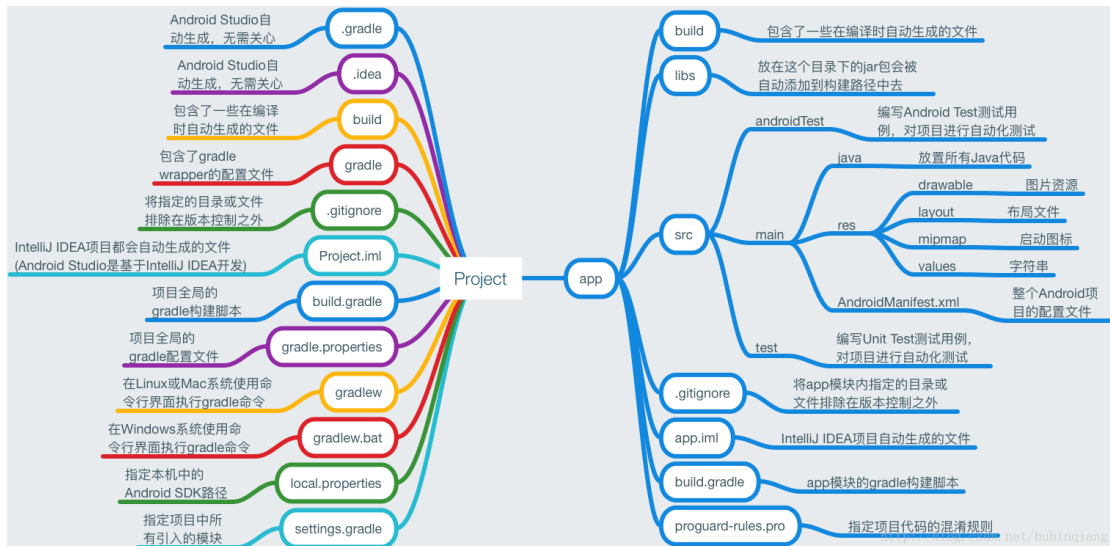 Project
Android Studio自
动生成，无需关心
.gradle
Android Studio自
动生成，无需关心
.idea
包含了一些在编译
时自动生成的文件
build
包含了gradle
wrapper的配置文件
gradle
将指定的目录或文件
排除在版本控制之外
.gitignore
IntelliJ IDEA项目都会自动生成的文件
(Android Studio是基于IntelliJ IDEA开发)
Project.iml
项目全局的
gradle构建脚本
build.gradle
项目全局的
gradle配置文件
gradle.properties
在Linux或Mac系统使用命
令行界面执行gradle命令
gradlew
在Windows系统使用命
令行界面执行gradle命令
gradlew.bat
指定本机中的
Android SDK路径
local.properties
指定项目中所
有引入的模块
settings.gradle
app
build
包含了一些在编译时自动生成的文件
libs
放在这个目录下的jar包会被
自动添加到构建路径中去
src
androidTest
编写Android Test测试用
例，对项目进行自动化测试
main
java
放置所有Java代码
res
drawable
图片资源
layout
布局文件
mipmap
启动图标
values
字符串
AndroidManifest.xml
整个Android项
目的配置文件
test
编写Unit Test测试用例，
对项目进行自动化测试
.gitignore
将app模块内指定的目录或
文件排除在版本控制之外
app.iml
IntelliJ IDEA项目自动生成的文件
build.gradle
app模块的gradle构建脚本
proguard-rules.pro
指定项目代码的混淆规则
http://blog.csdn.net/hubinqiang